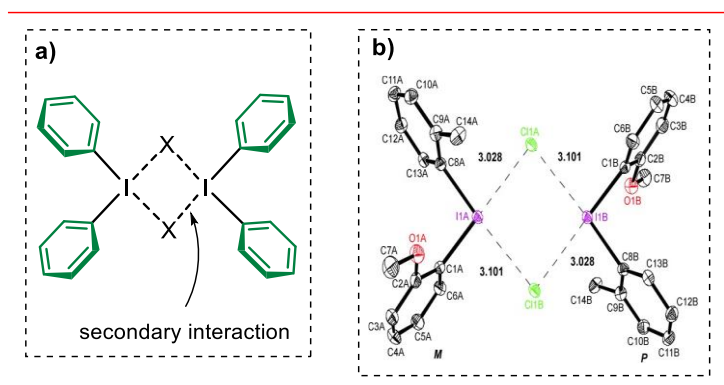 a)
X
I
I
X
secondary interaction
b)
C11A
C10A
C9A
C14A
C12A
C13A
C8A
Cl1A
3.028
3.101
I1A
I1B
C5B
C4B
C6B
C3B
C1B
C2B
C7B
O1B
C7A
O1A
C1A
C2A
C6A
C3A
C5A
C4A
3.101
3.028
Cl1B
C8B
C13B
C14B
C9B
C12B
C10B
C11B
M
P